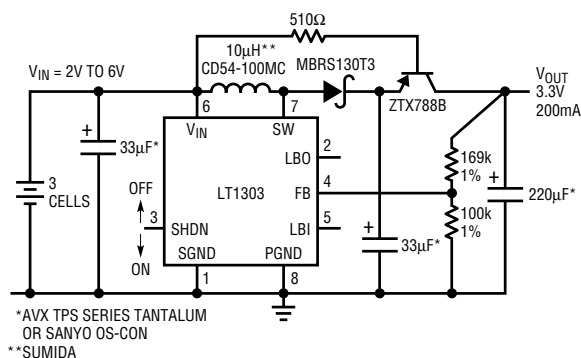 510Ω
10µH**
CD54-100MC
MBRS130T3
V_IN = 2V TO 6V
ZTX788B
V_OUT
3.3V
200mA
6
7
V_IN
SW
+
33µF*
LBO
2
169k
1%
+
220µF*
3
CELLS
OFF
3
SHDN
ON
LT1303
FB
4
LBI
5
100k
1%
+
33µF*
SGND
PGND
1
8
*AVX TPS SERIES TANTALUM
OR SANYO OS-CON
**SUMIDA